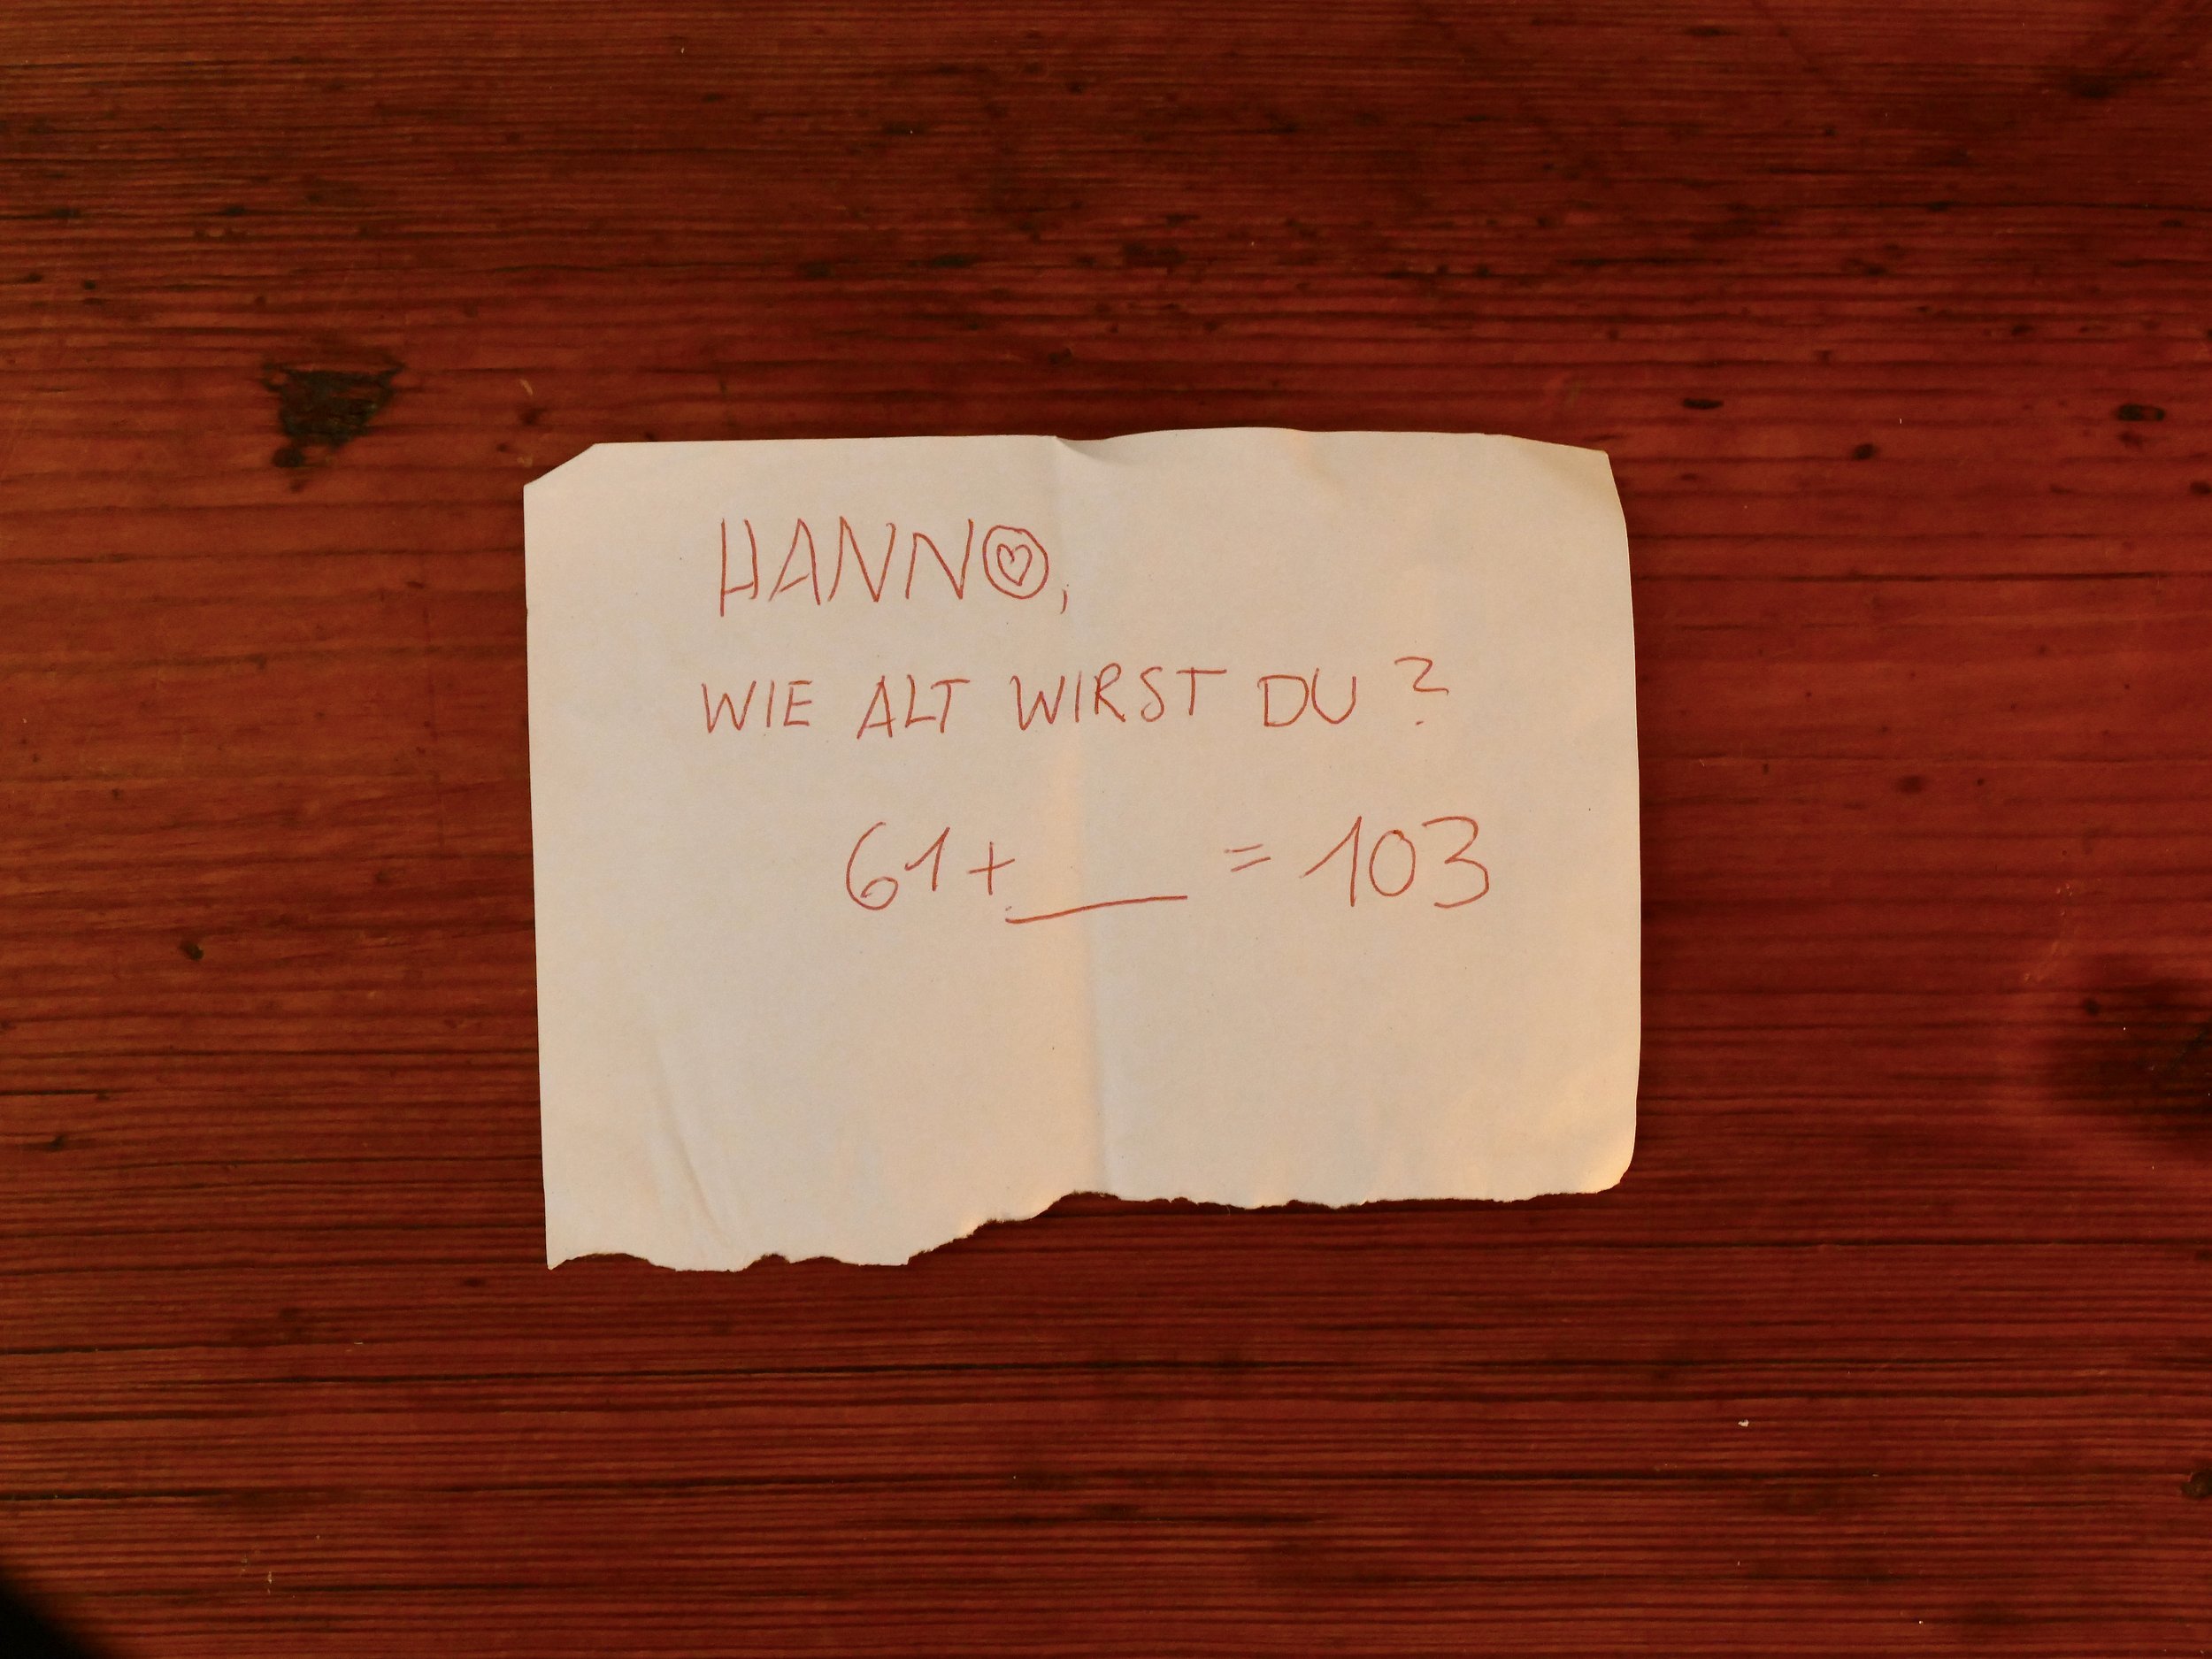 HANNO,
WIE ALT WIRST DU?
61+___ = 103